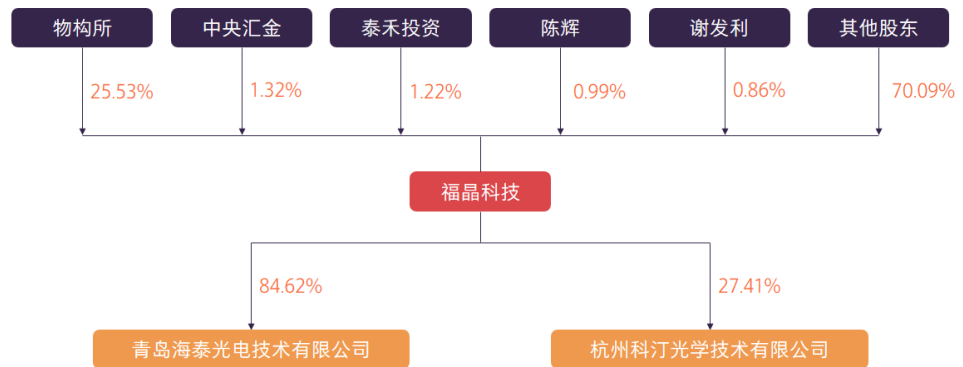 物构所 中央汇金 泰禾投资 陈辉 谢发利 其他股东
25.53% 1.32% 1.22% 0.99% 0.86% 70.09%
福晶科技
84.62% 27.41%
青岛海泰光电技术有限公司 杭州科汀光学技术有限公司